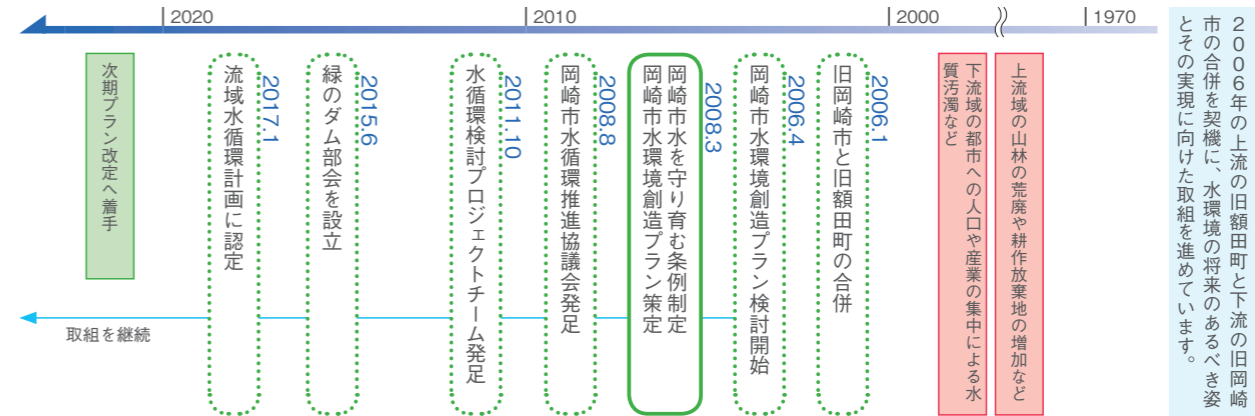 ２００６年の上流の旧額田町と下流の旧岡崎
市の合併を契機に、水環境の将来のあるべき姿
とその実現に向けた取組を進めています。
1970
2000
2010
2020
上流域の山林の荒廃や耕作放棄地の増加など
下流域の都市への人口や産業の集中による水
質汚濁など
2006.1
旧岡崎市と旧額田町の合併
2006.4
岡崎市水環境創造プラン検討開始
2008.3
岡崎市水を守り育む条例制定
岡崎市水環境創造プラン策定
2008.8
岡崎市水循環推進協議会発足
2011.10
水循環検討プロジェクトチーム発足
2015.6
緑のダム部会を設立
2017.1
流域水循環計画に認定
次期プラン改定へ着手
取組を継続